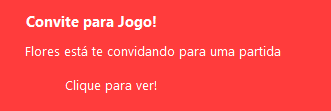 Convite para Jogo!
Flores está te convidando para uma partida
Clique para ver!